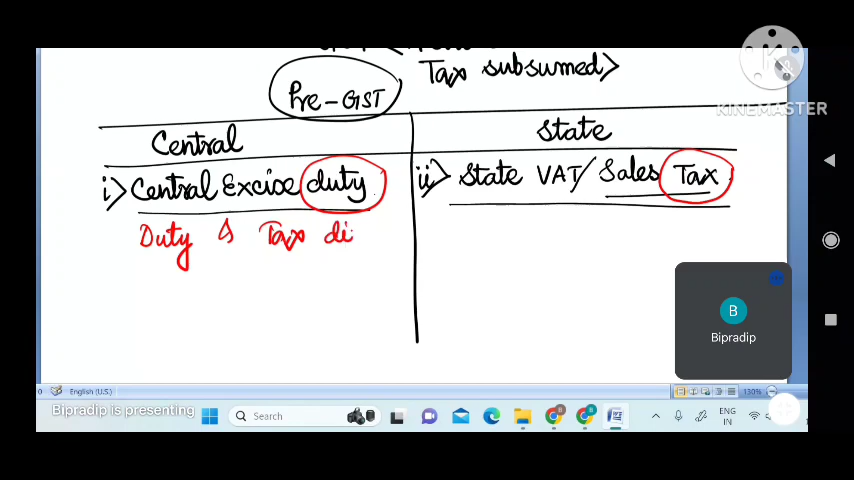 Tax subsumed>
Pre-GST
KINEMASTER
Central
State
i> Central Excise duty
ii> State VAT/Sales Tax
Duty & Tax di
B
Bipradip
English (U.S.)
130%
Bipradip is presenting
Search
ENG
IN